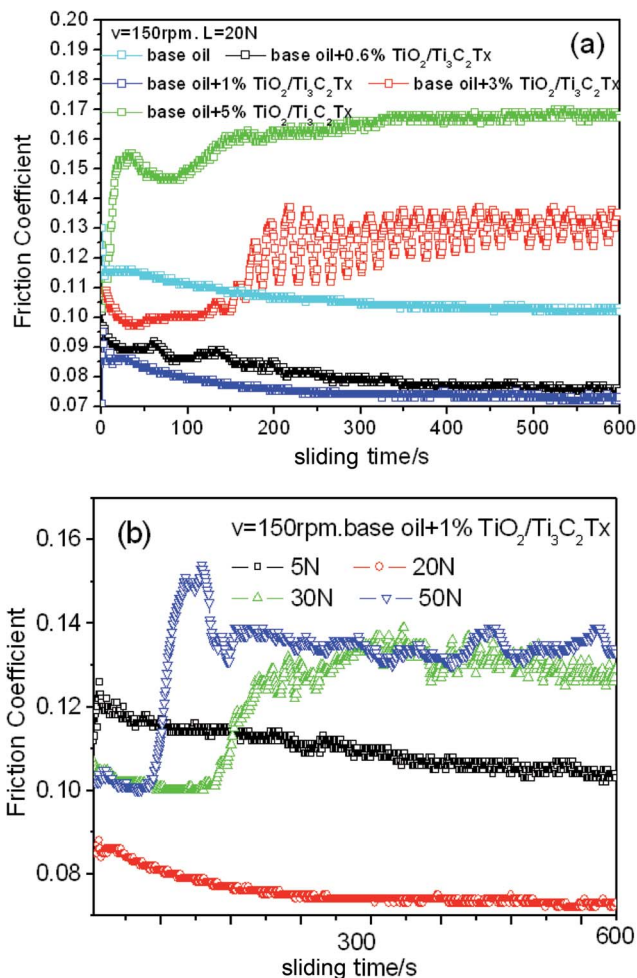 0.20
v=150rpm. L=20N
(a)
base oil base oil+0.6% TiO2/Ti3C2Tx
base oil+1% TiO2/Ti3C2Tx base oil+3% TiO2/Ti3C2Tx
base oil+5% TiO2/Ti3C2Tx
0.19
0.18
0.17
0.16
0.15
0.14
0.13
0.12
0.11
0.10
0.09
0.08
0.07
Friction Coefficient
0 100 200 300 400 500 600
sliding time/s
(b)
v=150rpm.base oil+1% TiO2/Ti3C2Tx
5N 20N
30N 50N
0.16
0.14
0.12
0.10
0.08
Friction Coefficient
300 600
sliding time/s